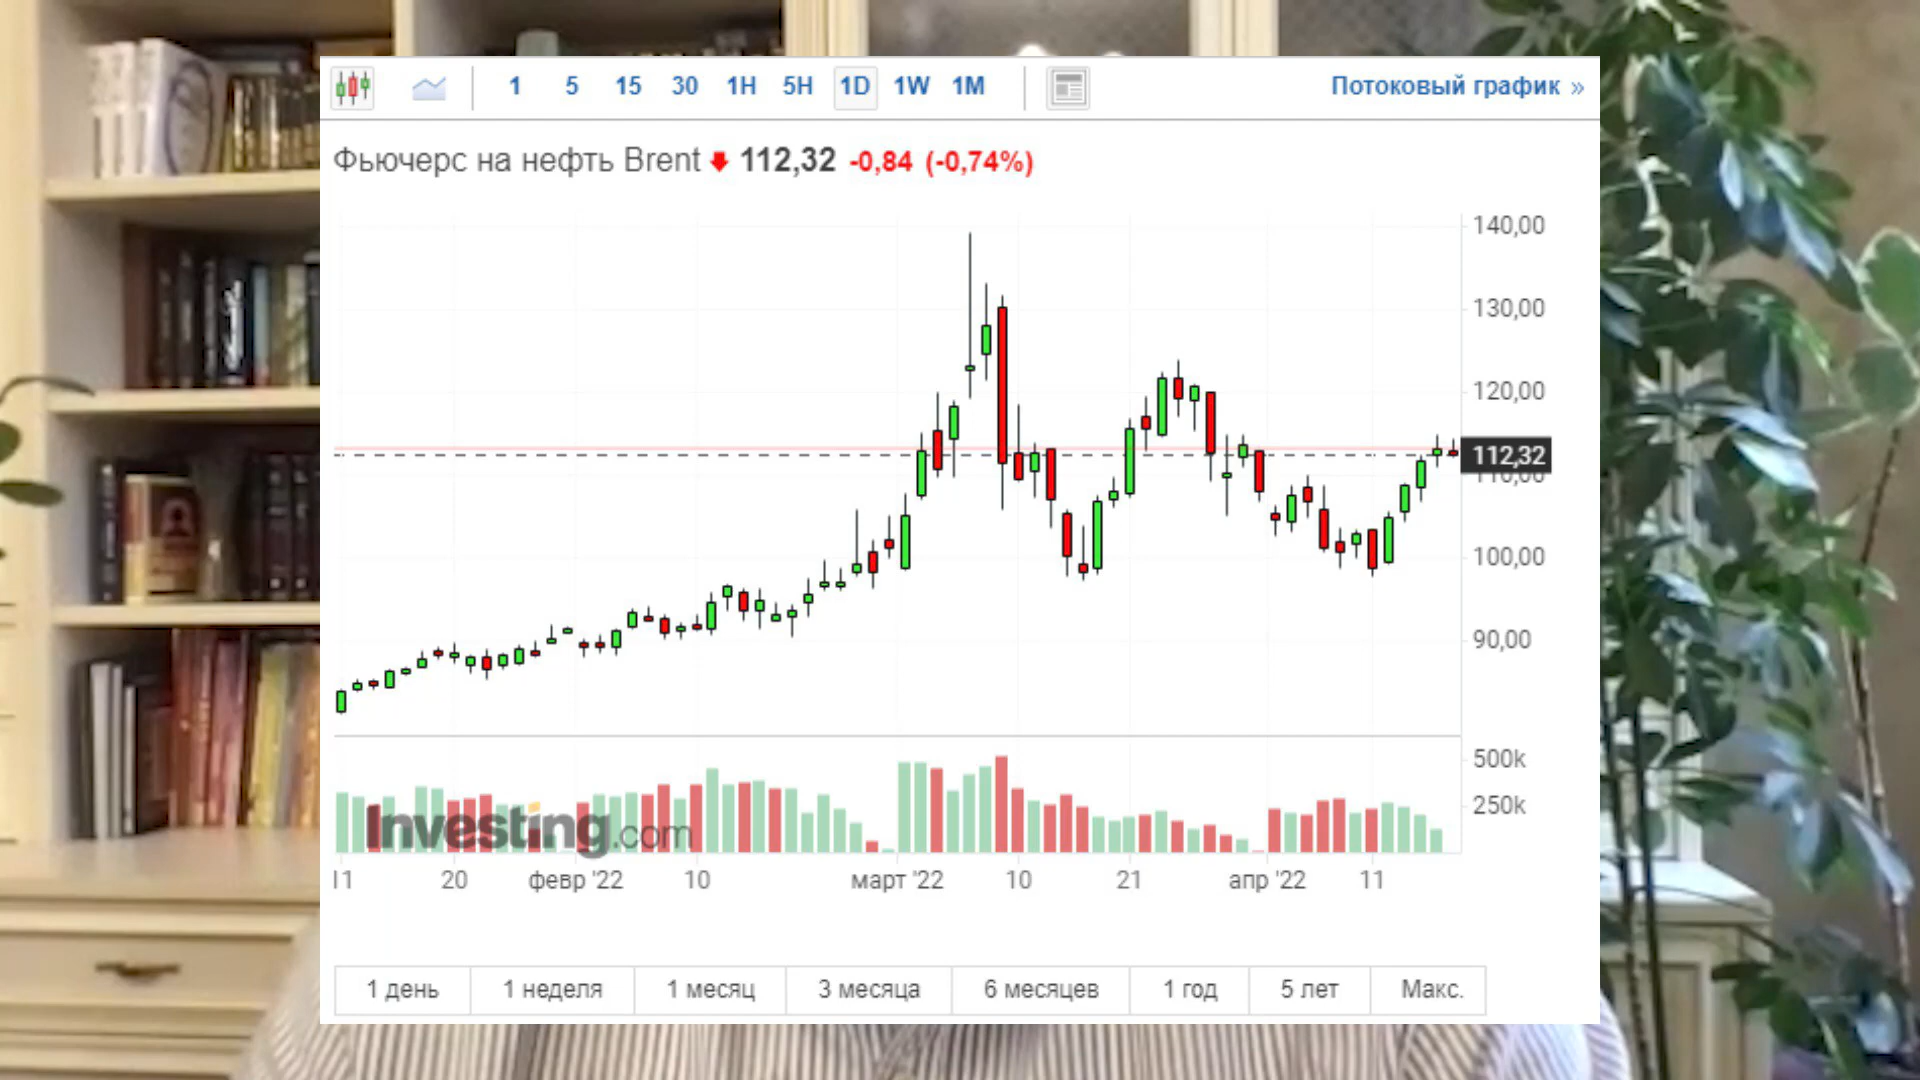 1 5 15 30 1H 5H 1D 1W 1M Потоковый график »
Фьючерс на нефть Brent 112,32 -0,84 (-0,74%)
140,00
130,00
120,00
112,32
110,00
100,00
90,00
500k
250k
Investing.com
11 20 февр '22 10 март '22 10 21 апр '22 11
1 день 1 неделя 1 месяц 3 месяца 6 месяцев 1 год 5 лет Макс.